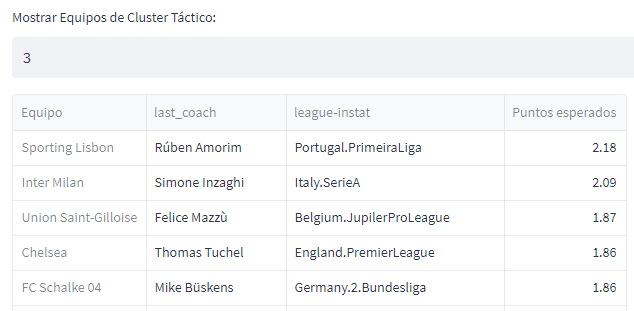 Mostrar Equipos de Cluster Táctico:
3
Equipo last_coach league-instat Puntos esperados
Sporting Lisbon Rúben Amorim Portugal.PrimeiraLiga 2.18
Inter Milan Simone Inzaghi Italy.SerieA 2.09
Union Saint-Gilloise Felice Mazzù Belgium.JupilerProLeague 1.87
Chelsea Thomas Tuchel England.PremierLeague 1.86
FC Schalke 04 Mike Büskens Germany.2.Bundesliga 1.86